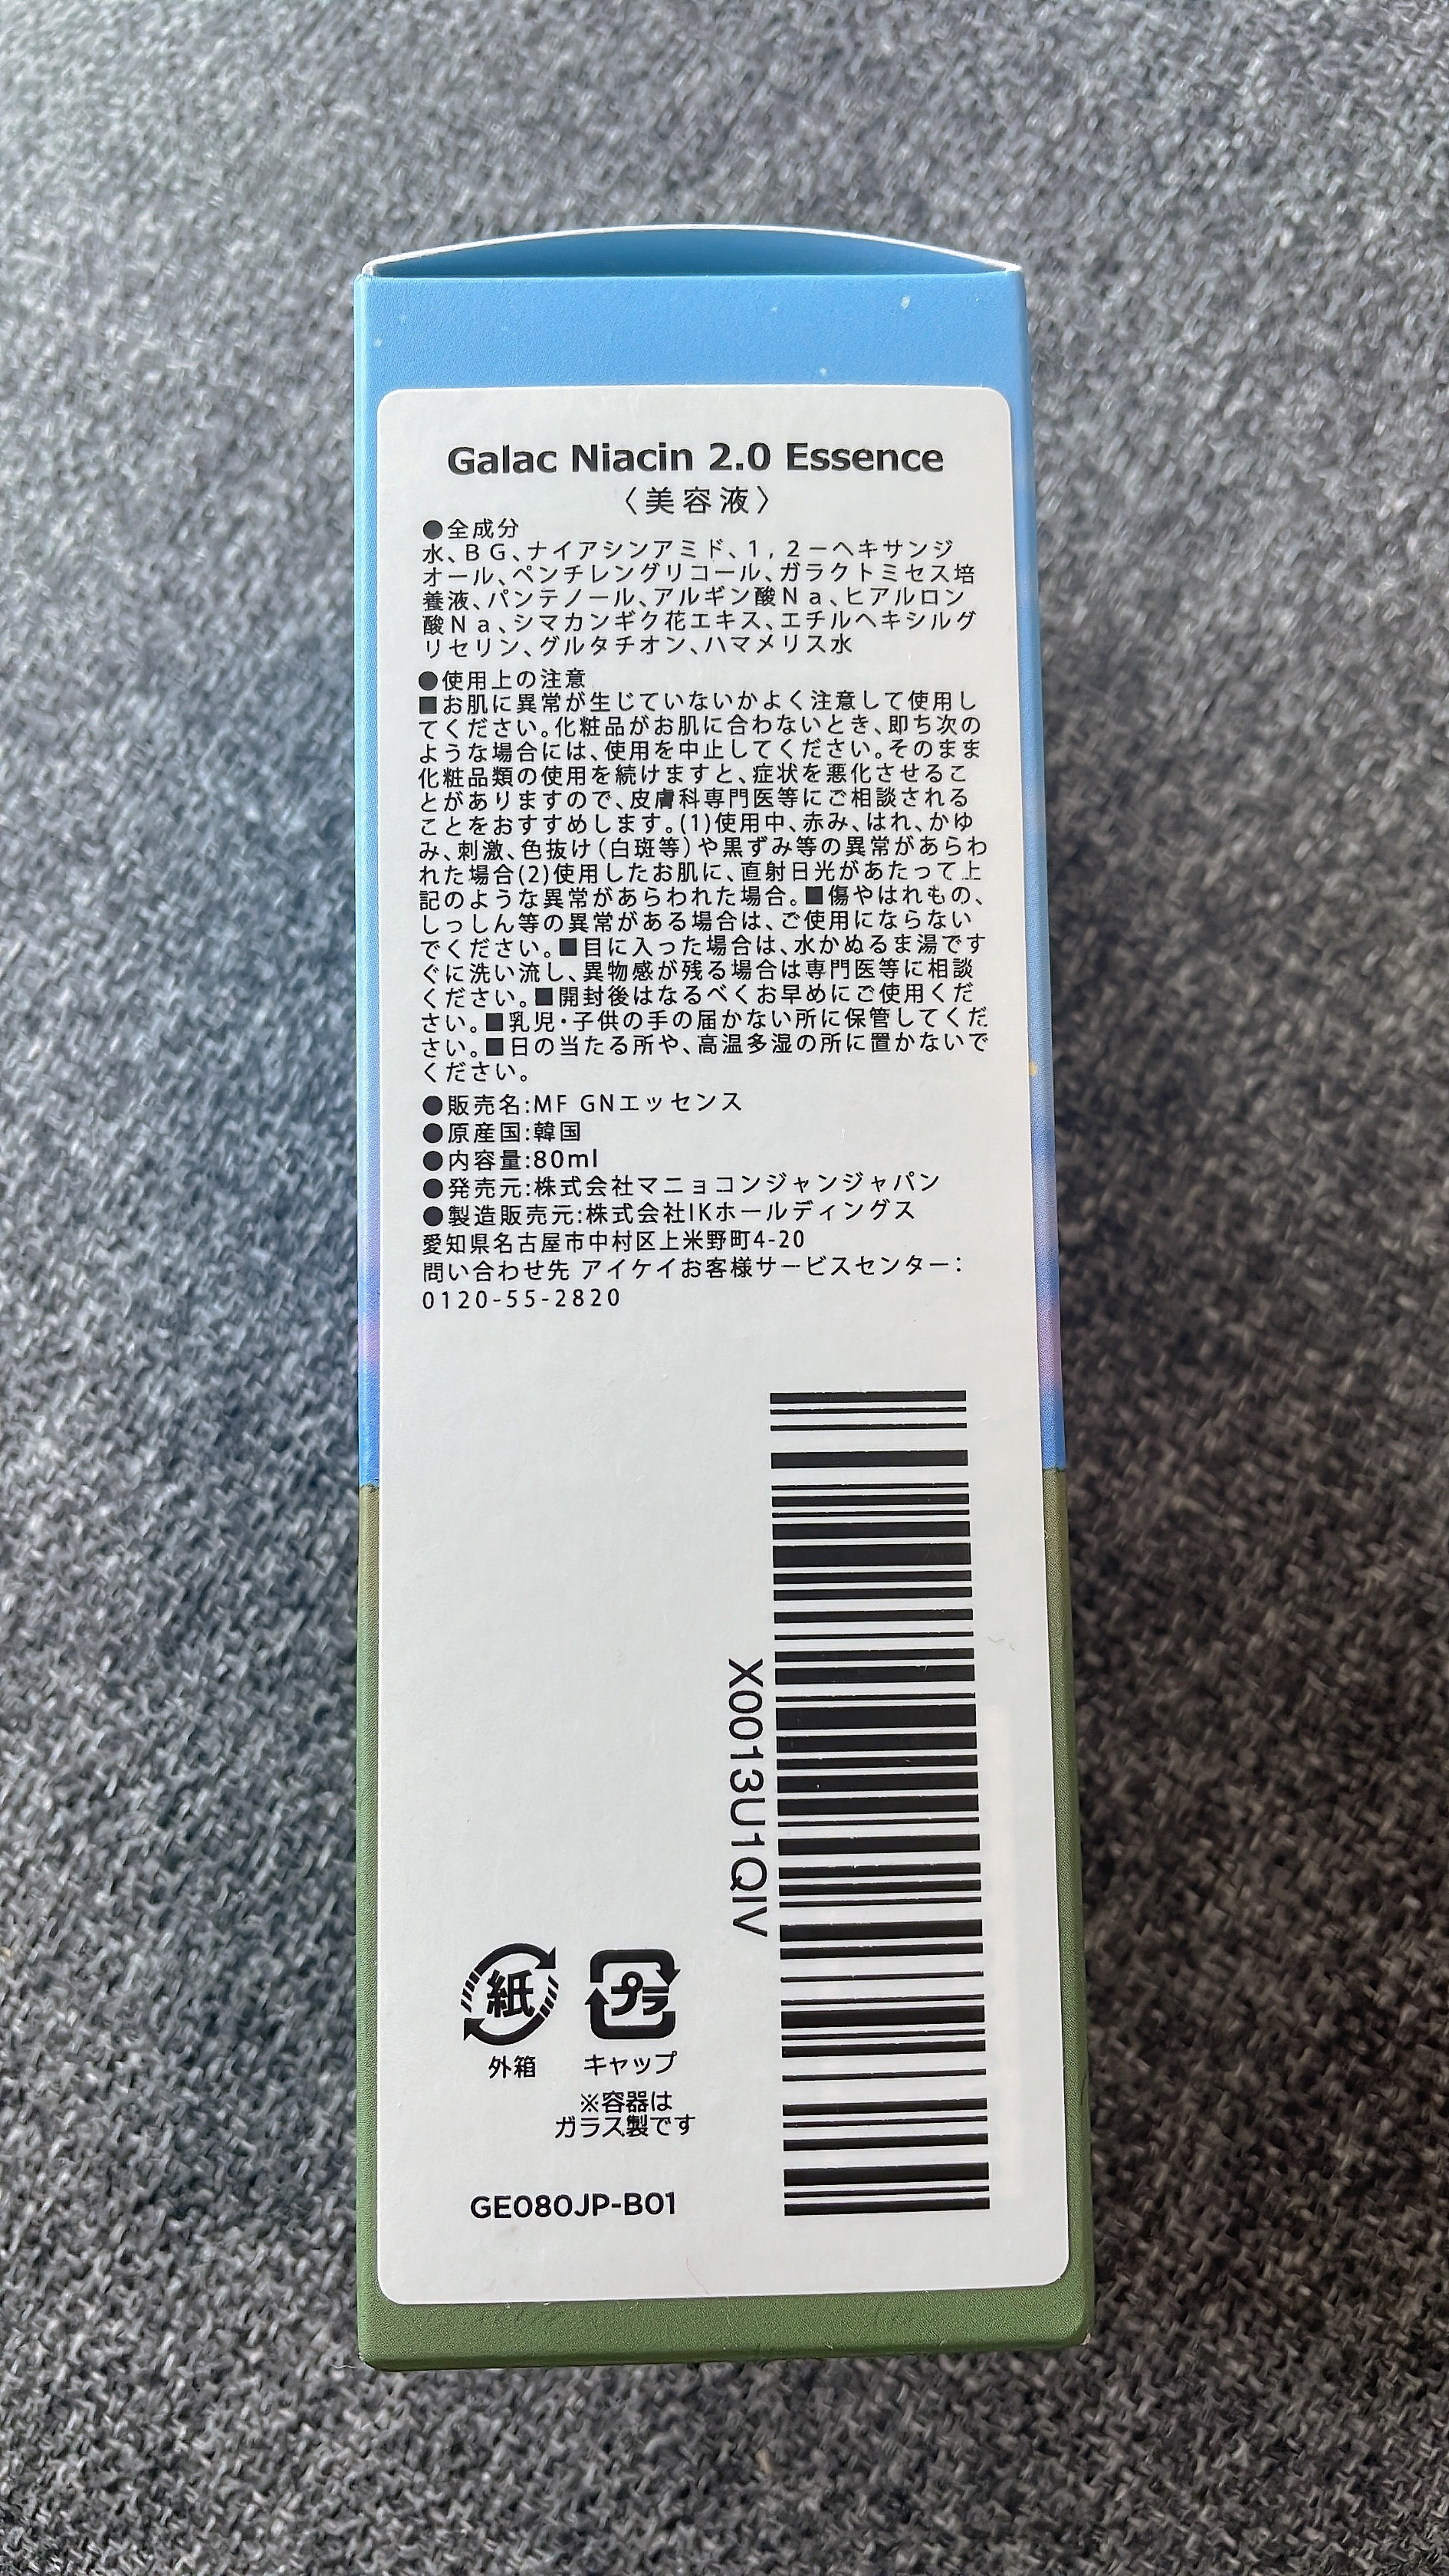 Galac Niacin 2.0 Essence
〈美容液〉
●全成分
水、BG、ナイアシンアミド、1，2－ヘキサンジ
オール、ペンチレングリコール、ガラクトミセス培
養液、パンテノール、アルギン酸Na、ヒアルロン
酸Na、シマカンギク花エキス、エチルヘキシルグ
リセリン、グルタチオン、ハマメリス水
●使用上の注意
■お肌に異常が生じていないかよく注意して使用し
てください。化粧品がお肌に合わないとき、即ち次の
ような場合には、使用を中止してください。そのまま
化粧品類の使用を続けますと、症状を悪化させるこ
とがありますので、皮膚科専門医等にご相談される
ことをおすすめします。(1)使用中、赤み、はれ、かゆ
み、刺激、色抜け（白斑等）や黒ずみ等の異常があらわ
れた場合(2)使用したお肌に、直射日光があたって上
記のような異常があらわれた場合。■傷やはれもの、
しっしん等の異常がある場合は、ご使用にならない
でください。■目に入った場合は、水かぬるま湯です
ぐに洗い流し、異物感が残る場合は専門医等に相談
ください。■開封後はなるべくお早めにご使用くだ
さい。■乳児・子供の手の届かない所に保管してくだ
さい。■日の当たる所や、高温多湿の所に置かないで
ください。
●販売名:MF GNエッセンス
●原産国:韓国
●内容量:80ml
●発売元:株式会社マニョコンジャンジャパン
●製造販売元:株式会社IKホールディングス
愛知県名古屋市中村区上米野町4-20
問い合わせ先 アイケイお客様サービスセンター：
0120-55-2820
X0013U1QIV
紙 プラ
外箱 キャップ
※容器は
ガラス製です
GE080JP-B01